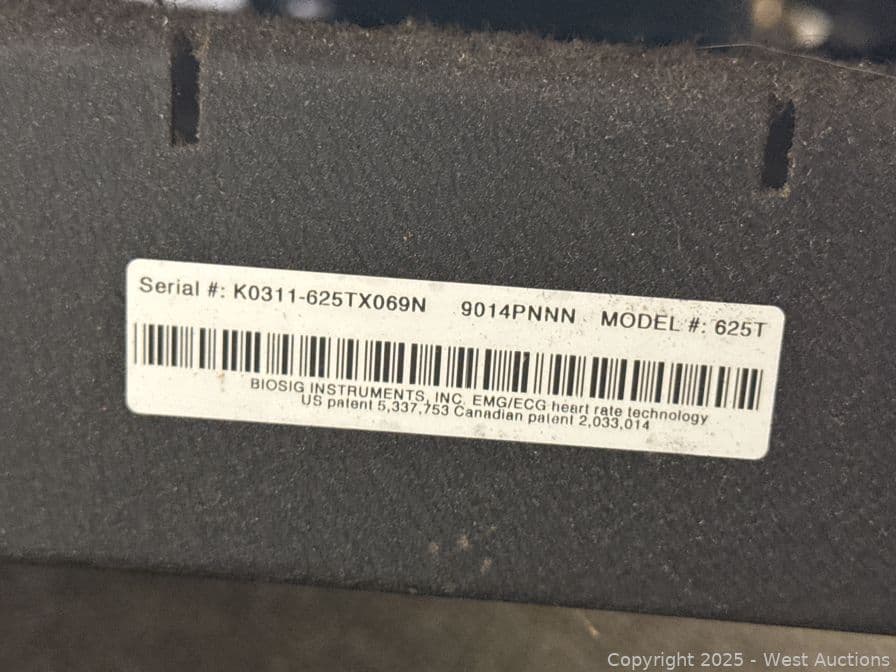 Serial #: K0311-625TX069N 9014PNNN MODEL #: 625T
BIOSIG INSTRUMENTS, INC. EMG/ECG heart rate technology
US patent 5,337,753 Canadian patent 2,033,014
Copyright 2025 - West Auctions